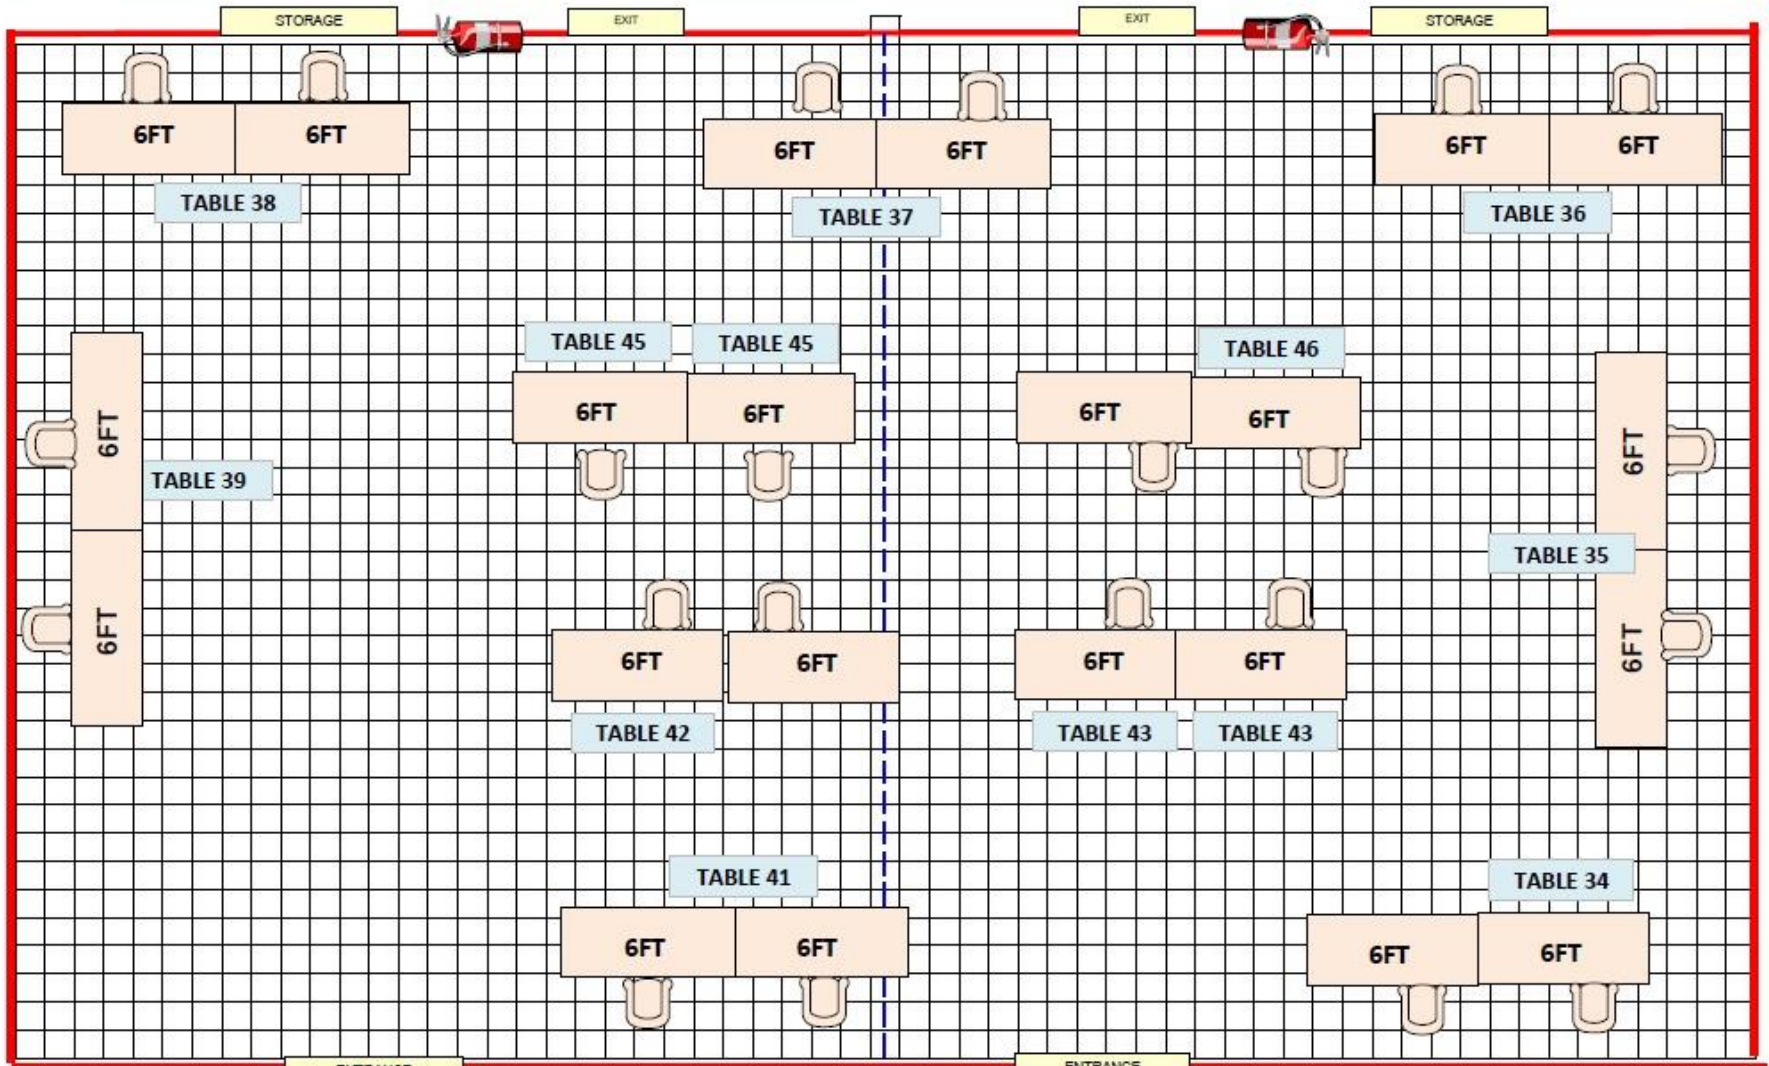 STORAGE
EXIT
EXIT
STORAGE
6FT
6FT
6FT
6FT
6FT
6FT
TABLE 38
TABLE 37
TABLE 36
TABLE 45
TABLE 45
TABLE 46
6FT
6FT
6FT
6FT
6FT
6FT
TABLE 39
TABLE 35
6FT
6FT
6FT
6FT
6FT
6FT
TABLE 42
TABLE 43
TABLE 43
TABLE 41
TABLE 34
6FT
6FT
6FT
6FT
ENTRANCE
ENTRANCE